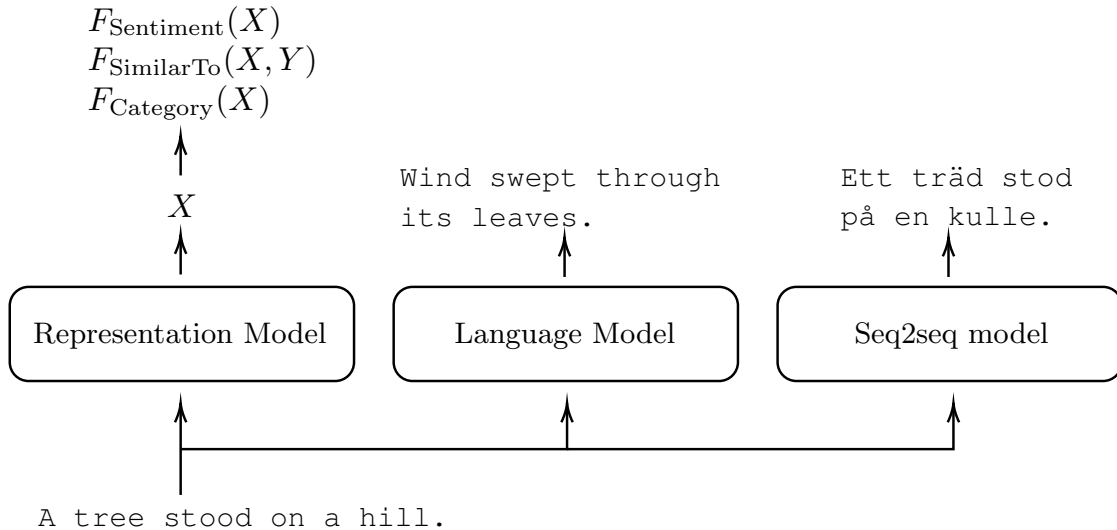 F_Sentiment(X)
F_SimilarTo(X, Y)
F_Category(X)
X
Wind swept through
its leaves.
Ett träd stod
på en kulle.
Representation Model
Language Model
Seq2seq model
A tree stood on a hill.